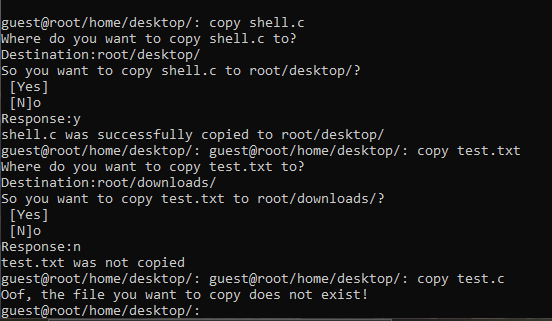 guest@root/home/desktop/: copy shell.c
Where do you want to copy shell.c to?
Destination:root/desktop/
So you want to copy shell.c to root/desktop/?
[Yes]
[N]o
Response:y
shell.c was successfully copied to root/desktop/
guest@root/home/desktop/: guest@root/home/desktop/: copy test.txt
Where do you want to copy test.txt to?
Destination:root/downloads/
So you want to copy test.txt to root/downloads/?
[Yes]
[N]o
Response:n
test.txt was not copied
guest@root/home/desktop/: guest@root/home/desktop/: copy test.c
Oof, the file you want to copy does not exist!
guest@root/home/desktop/: